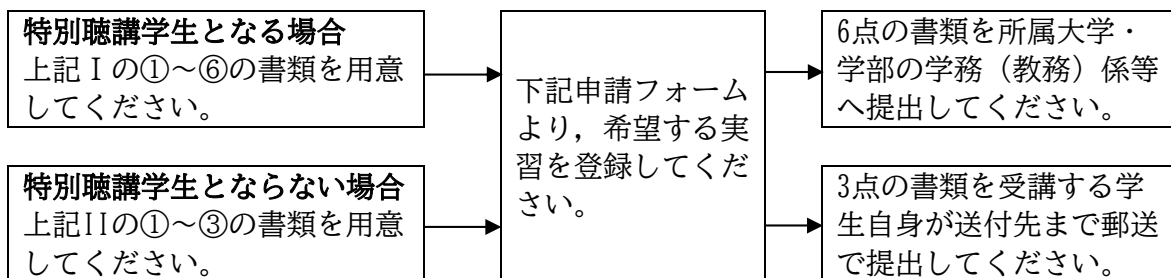 特別聴講学生となる場合
上記Ⅰの①～⑥の書類を用意
してください。
特別聴講学生とならない場合
上記IIの①～③の書類を用意
してください。
下記申請フォーム
より，希望する実
習を登録してくだ
さい。
6点の書類を所属大学・
学部の学務（教務）係等
へ提出してください。
3点の書類を受講する学
生自身が送付先まで郵送
で提出してください。